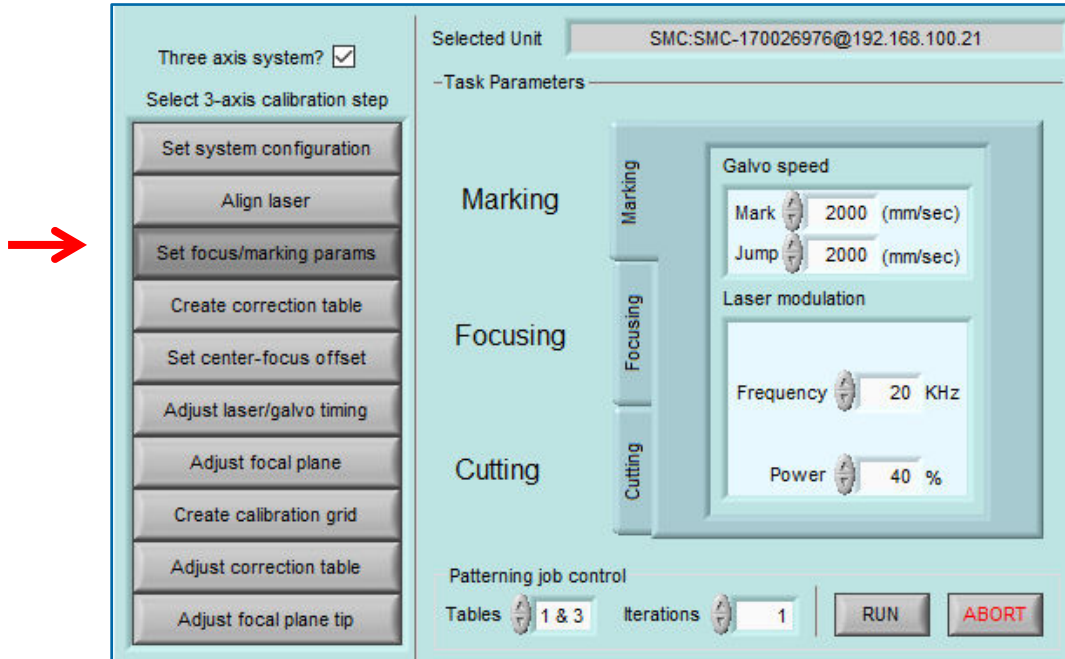 Three axis system?
Select 3-axis calibration step
Set system configuration
Align laser
Set focus/marking params
Create correction table
Set center-focus offset
Adjust laser/galvo timing
Adjust focal plane
Create calibration grid
Adjust correction table
Adjust focal plane tip
Selected Unit SMC:SMC-170026976@192.168.100.21
Task Parameters
Marking
Focusing
Cutting
Marking
Focusing
Cutting
Galvo speed
Mark 2000 (mm/sec)
Jump 2000 (mm/sec)
Laser modulation
Frequency 20 KHz
Power 40 %
Patterning job control
Tables 1 & 3 Iterations 1 RUN ABORT